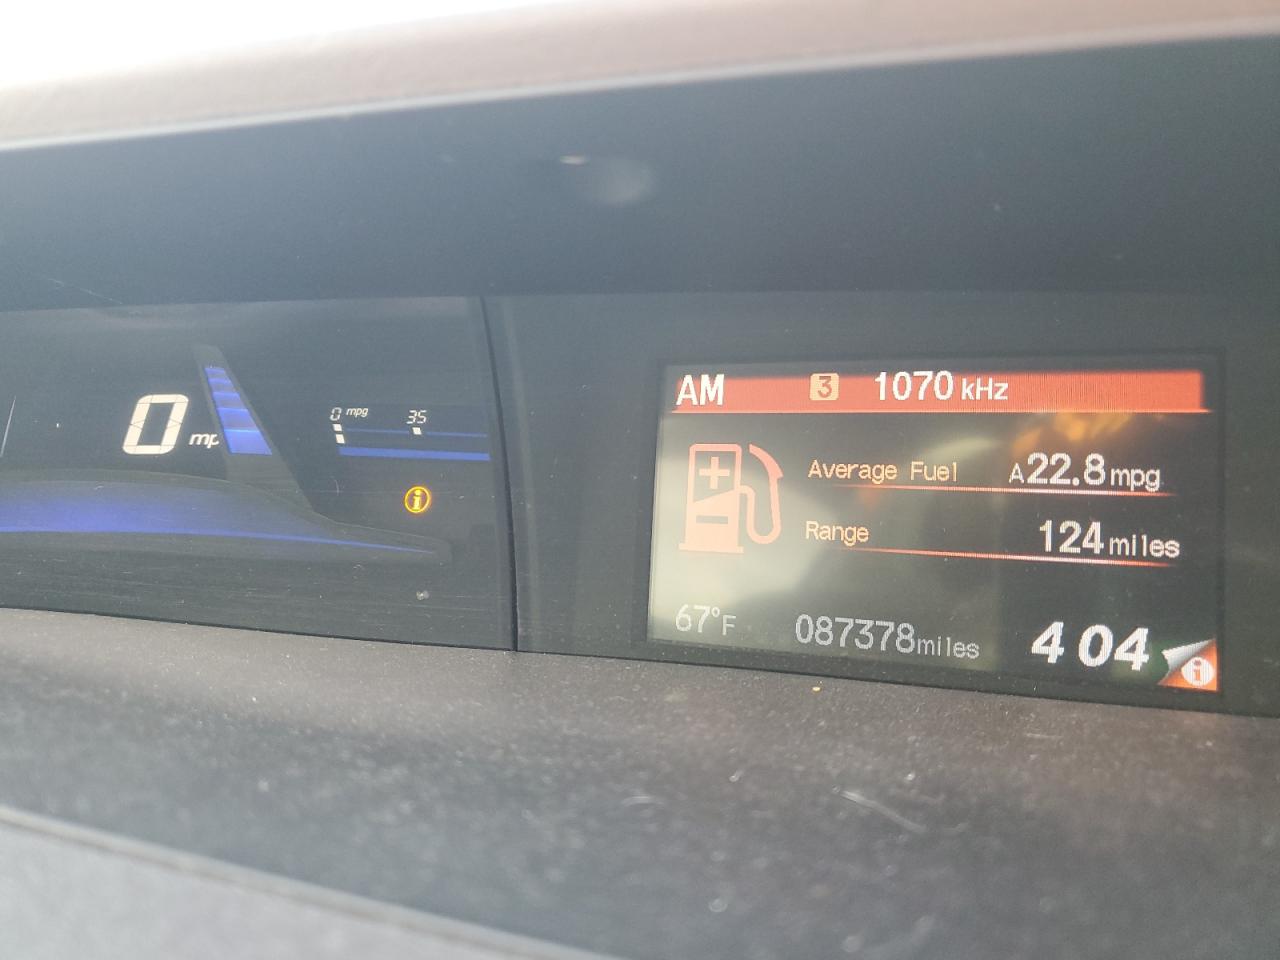 0 mp
0 mpg 35
AM 3 1070 kHz
Average Fuel A22.8 mpg
Range 124 miles
67°F 087378 miles 4 04